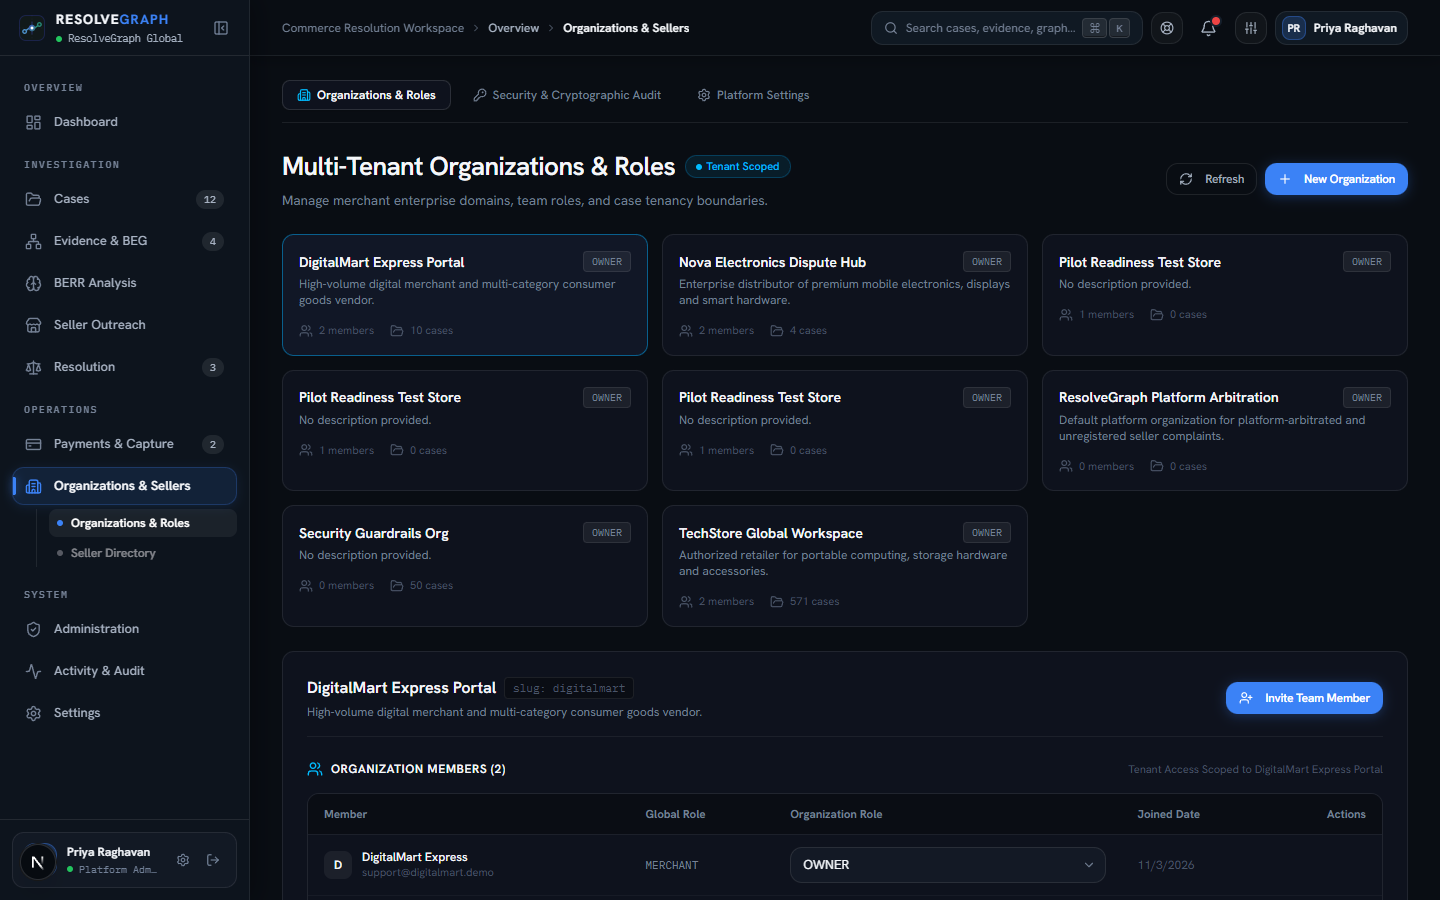 RESOLVEGRAPH
ResolveGraph Global
Commerce Resolution Workspace > Overview > Organizations & Sellers
Search cases, evidence, graph... ⌘ K
PR Priya Raghavan
OVERVIEW
Dashboard
INVESTIGATION
Cases 12
Evidence & BEG 4
BERR Analysis
Seller Outreach
Resolution 3
OPERATIONS
Payments & Capture 2
Organizations & Sellers
Organizations & Roles
Seller Directory
SYSTEM
Administration
Activity & Audit
Settings
N Priya Raghavan
Platform Adm…
Organizations & Roles Security & Cryptographic Audit Platform Settings
Multi-Tenant Organizations & Roles Tenant Scoped
Manage merchant enterprise domains, team roles, and case tenancy boundaries.
Refresh New Organization
DigitalMart Express Portal OWNER
High-volume digital merchant and multi-category consumer
goods vendor.
2 members 10 cases
Nova Electronics Dispute Hub OWNER
Enterprise distributor of premium mobile electronics, displays
and smart hardware.
2 members 4 cases
Pilot Readiness Test Store OWNER
No description provided.
1 members 0 cases
Pilot Readiness Test Store OWNER
No description provided.
1 members 0 cases
Pilot Readiness Test Store OWNER
No description provided.
1 members 0 cases
ResolveGraph Platform Arbitration OWNER
Default platform organization for platform-arbitrated and
unregistered seller complaints.
0 members 0 cases
Security Guardrails Org OWNER
No description provided.
0 members 50 cases
TechStore Global Workspace OWNER
Authorized retailer for portable computing, storage hardware
and accessories.
2 members 571 cases
DigitalMart Express Portal slug: digitalmart
High-volume digital merchant and multi-category consumer goods vendor.
Invite Team Member
ORGANIZATION MEMBERS (2) Tenant Access Scoped to DigitalMart Express Portal
Member Global Role Organization Role Joined Date Actions
D DigitalMart Express MERCHANT OWNER 11/3/2026
support@digitalmart.demo